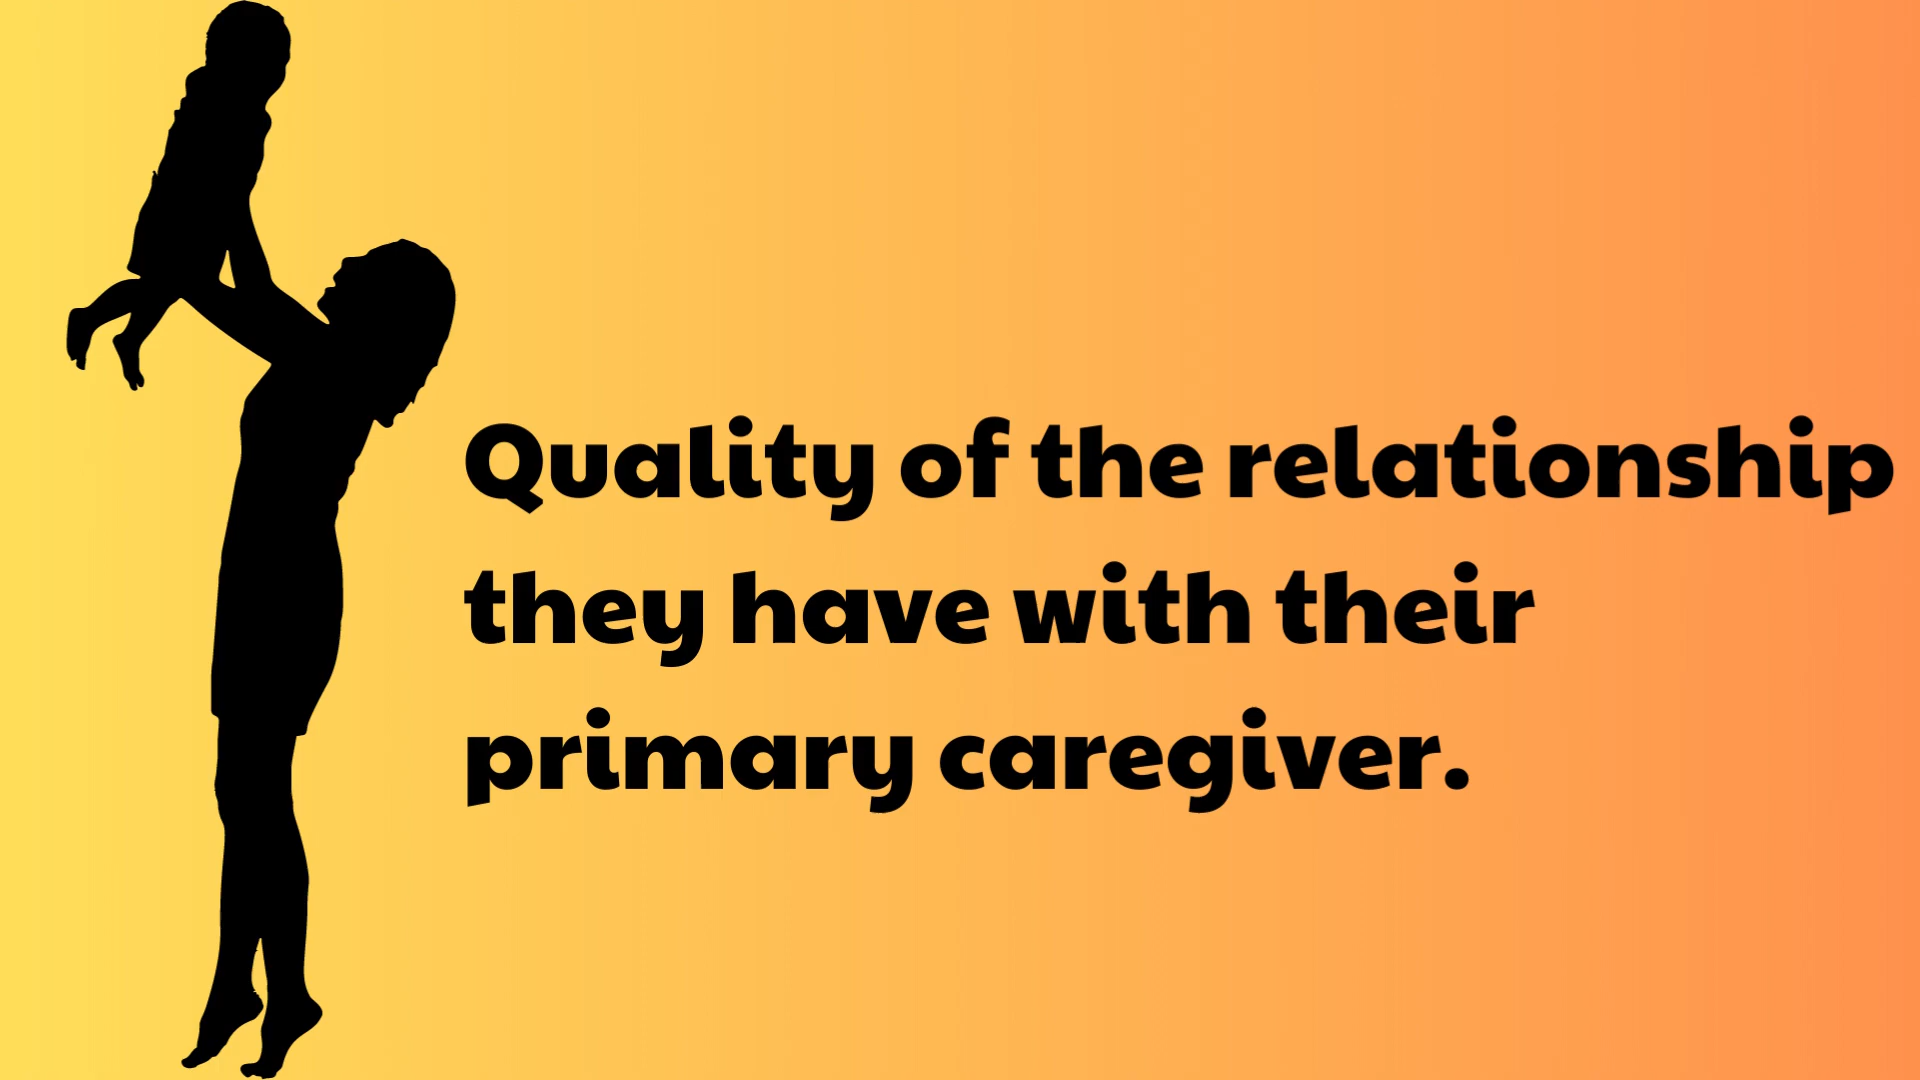 Quality of the relationship
they have with their
primary caregiver.